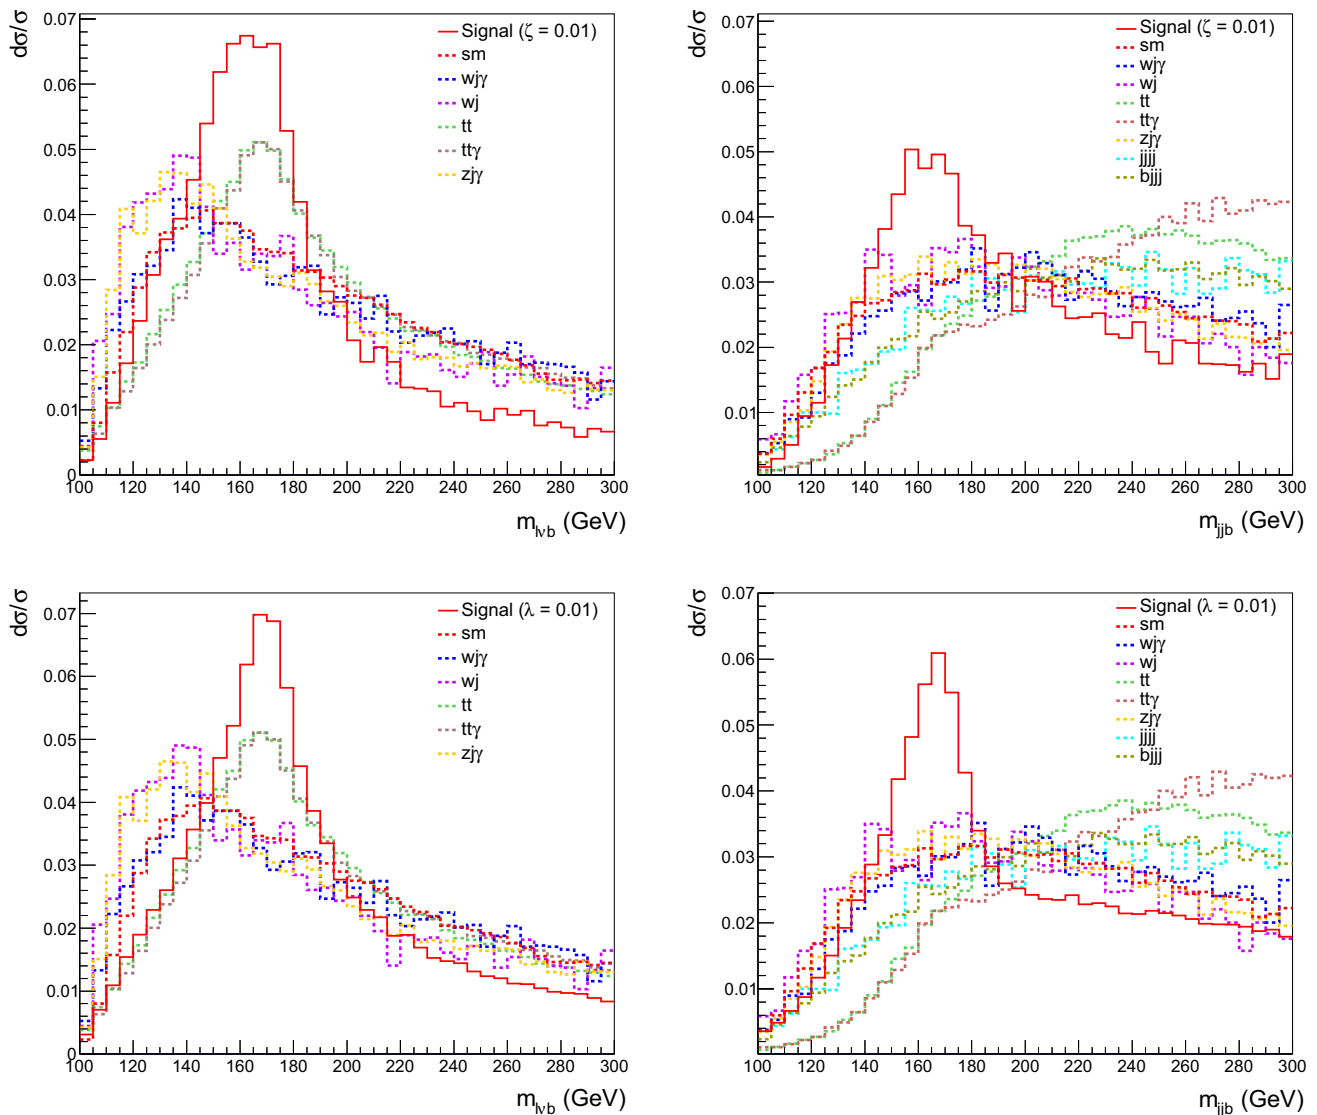 dσ/σ
0.07
0.06
0.05
0.04
0.03
0.02
0.01
0
Signal (ζ = 0.01)
sm
wjγ
wj
tt
ttγ
zjγ
100 120 140 160 180 200 220 240 260 280 300
m_lνb (GeV)
dσ/σ
0.07
0.06
0.05
0.04
0.03
0.02
0.01
Signal (ζ = 0.01)
sm
wjγ
wj
tt
ttγ
zjγ
jjjj
bjjj
100 120 140 160 180 200 220 240 260 280 300
m_jjb (GeV)
dσ/σ
0.07
0.06
0.05
0.04
0.03
0.02
0.01
0
Signal (λ = 0.01)
sm
wjγ
wj
tt
ttγ
zjγ
100 120 140 160 180 200 220 240 260 280 300
m_lνb (GeV)
dσ/σ
0.07
0.06
0.05
0.04
0.03
0.02
0.01
Signal (λ = 0.01)
sm
wjγ
wj
tt
ttγ
zjγ
jjjj
bjjj
100 120 140 160 180 200 220 240 260 280 300
m_jjb (GeV)